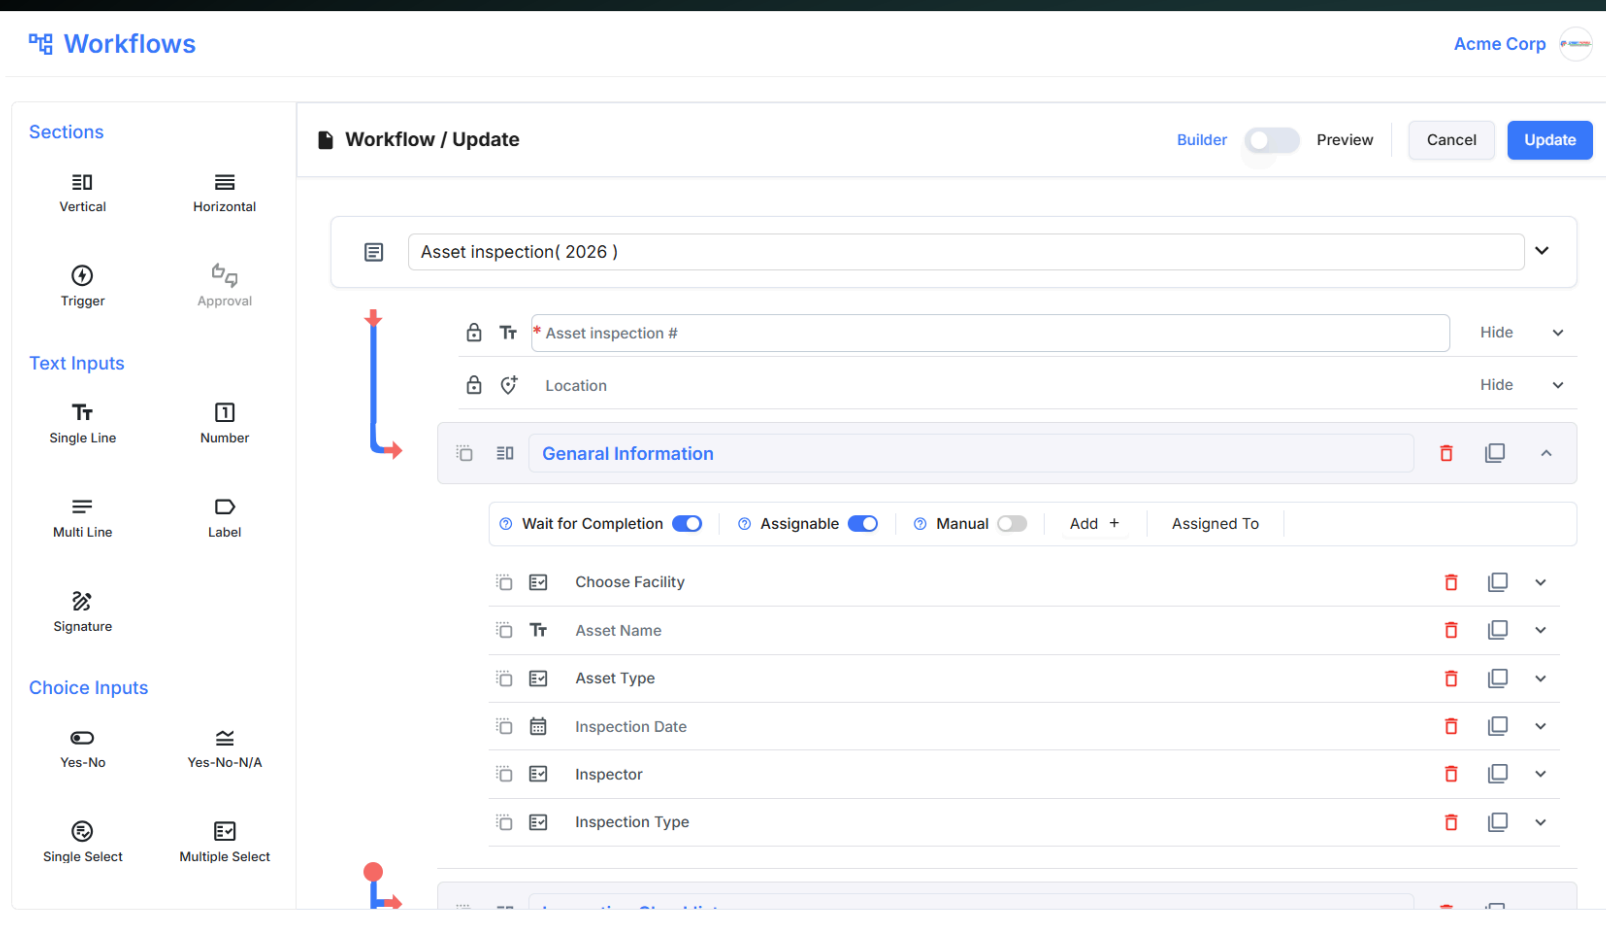 Workflows
Acme Corp
Sections
Vertical
Horizontal
Trigger
Approval
Text Inputs
Single Line
Number
Multi Line
Label
Signature
Choice Inputs
Yes-No
Yes-No-N/A
Single Select
Multiple Select
Workflow / Update
Builder
Preview
Cancel
Update
Asset inspection( 2026 )
* Asset inspection #
Hide
Location
Hide
Genaral Information
Wait for Completion
Assignable
Manual
Add +
Assigned To
Choose Facility
Asset Name
Asset Type
Inspection Date
Inspector
Inspection Type